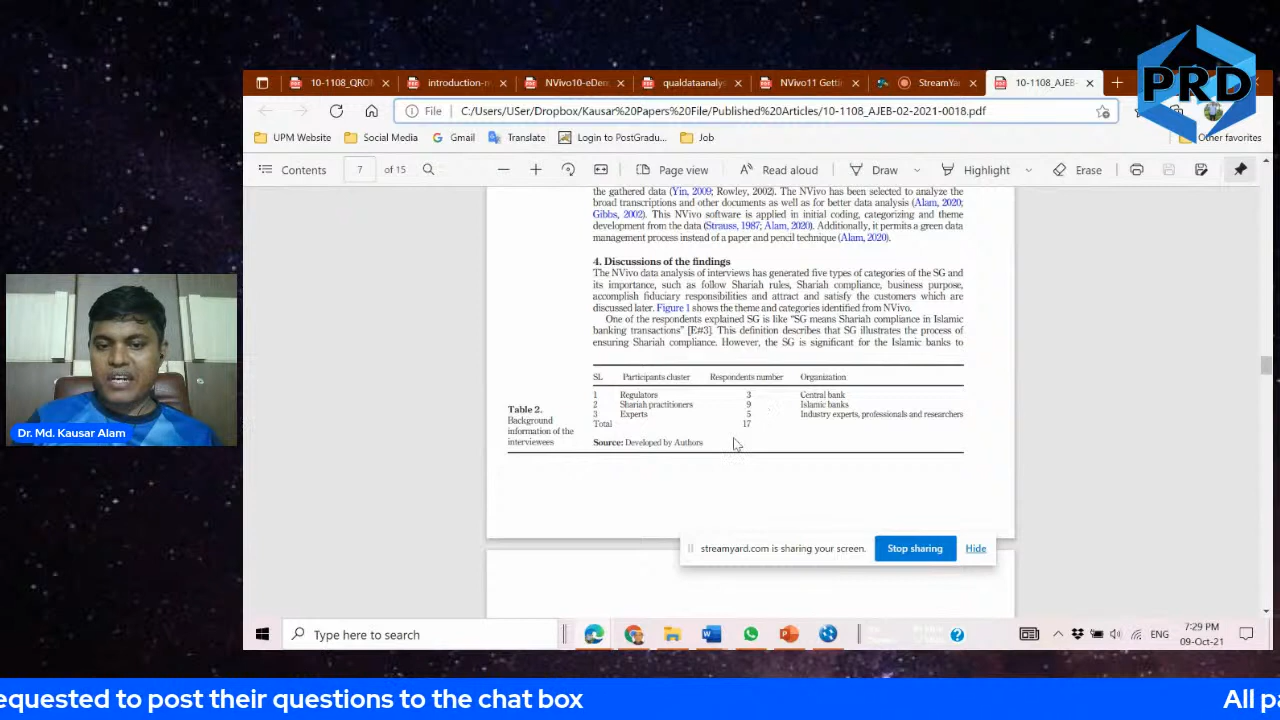 PRD
10-1108_QRO
introduction-n
NVivo10-eDem
qualdataanaly
NVivo11 Getti
StreamYar
10-1108_AJEB-
File C:/Users/USer/Dropbox/Kausar%20Papers%20File/Published%20Articles/10-1108_AJEB-02-2021-0018.pdf
UPM Website Social Media Gmail Translate Login to PostGradu... Job Other favorites
Contents 7 of 15 Page view Read aloud Draw Highlight Erase
the gathered data (Yin, 2009; Rowley, 2002). The NVivo has been selected to analyze the
broad transcriptions and other documents as well as for better data analysis (Alam, 2020;
Gibbs, 2002). This NVivo software is applied in initial coding, categorizing and theme
development from the data (Strauss, 1987; Alam, 2020). Additionally, it permits a green data
management process instead of a paper and pencil technique (Alam, 2020).
4. Discussions of the findings
The NVivo data analysis of interviews has generated five types of categories of the SG and
its importance, such as follow Shariah rules, Shariah compliance, business purpose,
accomplish fiduciary responsibilities and attract and satisfy the customers which are
discussed later. Figure 1 shows the theme and categories identified from NVivo.
One of the respondents explained SG is like “SG means Shariah compliance in Islamic
banking transactions” [E#3]. This definition describes that SG illustrates the process of
ensuring Shariah compliance. However, the SG is significant for the Islamic banks to
SL Participants cluster Respondents number Organization
1 Regulators 3 Central bank
2 Shariah practitioners 9 Islamic banks
3 Experts 5 Industry experts, professionals and researchers
Total 17
Source: Developed by Authors
Table 2.
Background
information of the
interviewees
Dr. Md. Kausar Alam
streamyard.com is sharing your screen. Stop sharing Hide
Type here to search
ENG
7:29 PM
09-Oct-21
equested to post their questions to the chat box
All pa